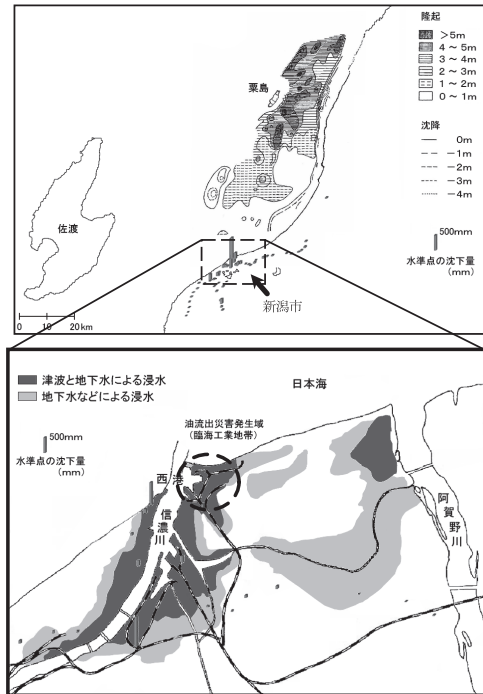 隆起
>5m
4～5m
3～4m
2～3m
1～2m
0～1m
沈降
0m
−1m
−2m
−3m
−4m
500mm
水準点の沈下量
(mm)
粟島
佐渡
新潟市
0 10 20km
津波と地下水による浸水
地下水などによる浸水
500mm
水準点の沈下量
(mm)
日本海
油流出災害発生域
(臨海工業地帯)
西港
信濃川
阿賀野川